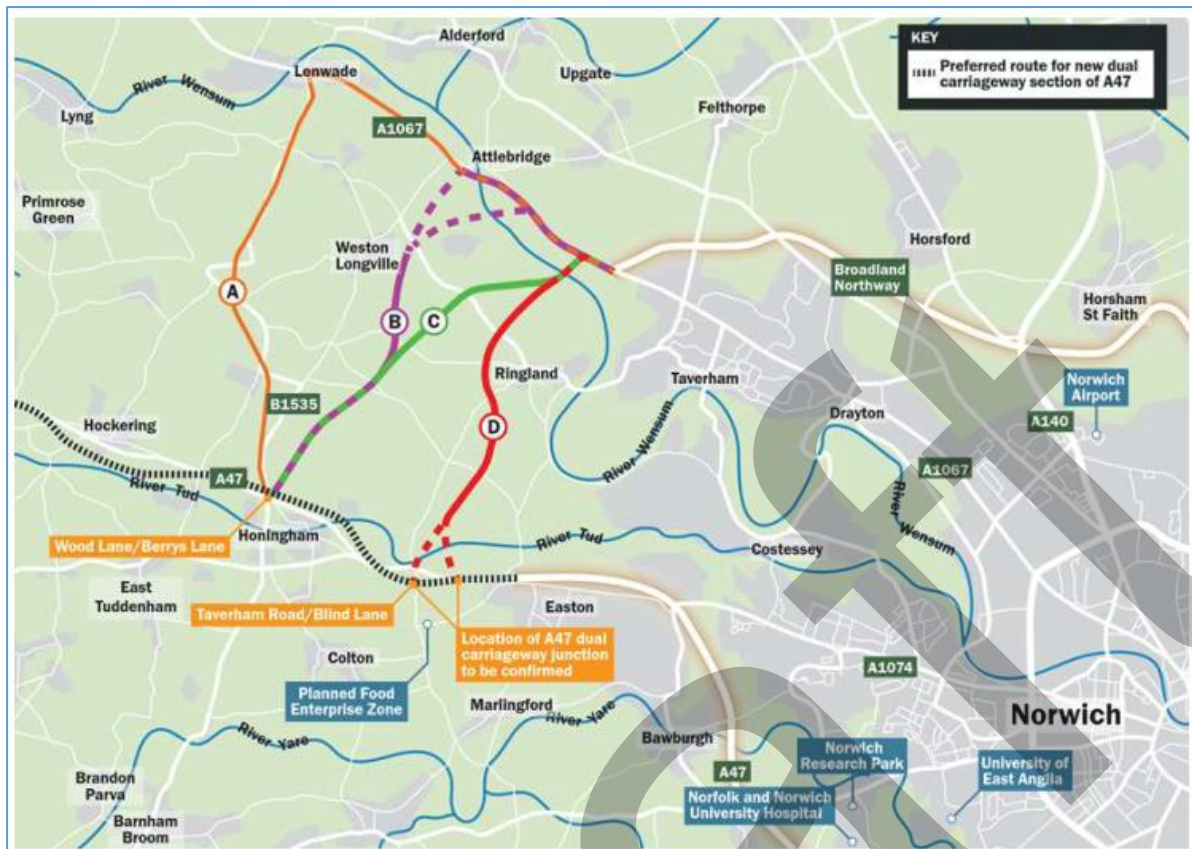 KEY
Preferred route for new dual
carriageway section of A47
Alderford
Lenwade
Upgate
River Wensum
Lyng
Felthorpe
A1067
Attlebridge
Primrose
Green
Weston
Longville
Horsford
Broadland
Northway
Horsham
St Faith
A
B
C
Ringland
Taverham
Norwich
Airport
B1535
Drayton
A140
Hockering
D
River Wensum
A1067
A47
River Tud
River Wensum
Honingham
Wood Lane/Berrys Lane
River Tud
Costessey
East
Tuddenham
Taverham Road/Blind Lane
Easton
Location of A47 dual
carriageway junction
to be confirmed
Colton
A1074
Planned Food
Enterprise Zone
Marlingford
River Yare
Norwich
River Yare
Bawburgh
Norwich
Research Park
University of
East Anglia
A47
Brandon
Parva
Norfolk and Norwich
University Hospital
Barnham
Broom